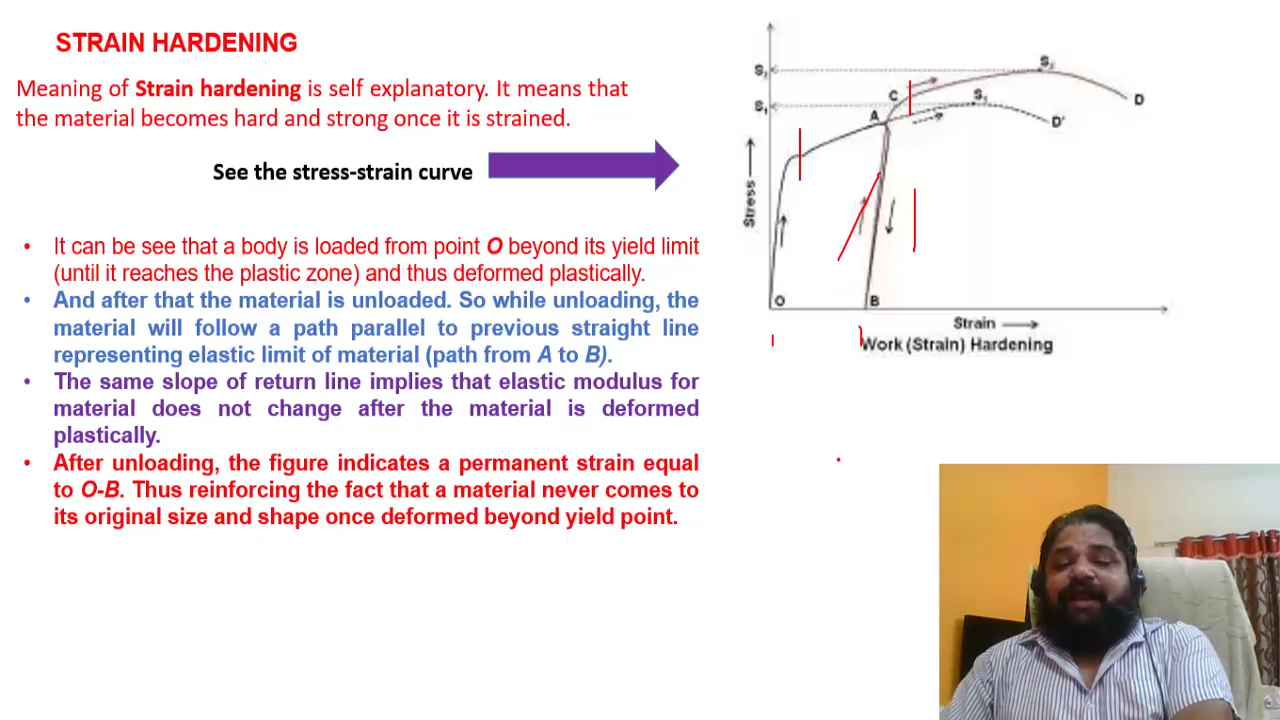 STRAIN HARDENING
Meaning of Strain hardening is self explanatory. It means that
the material becomes hard and strong once it is strained.
See the stress-strain curve
• It can be see that a body is loaded from point O beyond its yield limit
(until it reaches the plastic zone) and thus deformed plastically.
• And after that the material is unloaded. So while unloading, the
material will follow a path parallel to previous straight line
representing elastic limit of material (path from A to B).
• The same slope of return line implies that elastic modulus for
material does not change after the material is deformed
plastically.
• After unloading, the figure indicates a permanent strain equal
to O-B. Thus reinforcing the fact that a material never comes to
its original size and shape once deformed beyond yield point.
S₂
S₂
S₁
C
S₁
D
A
D'
Stress
O
B
Strain
Work (Strain) Hardening